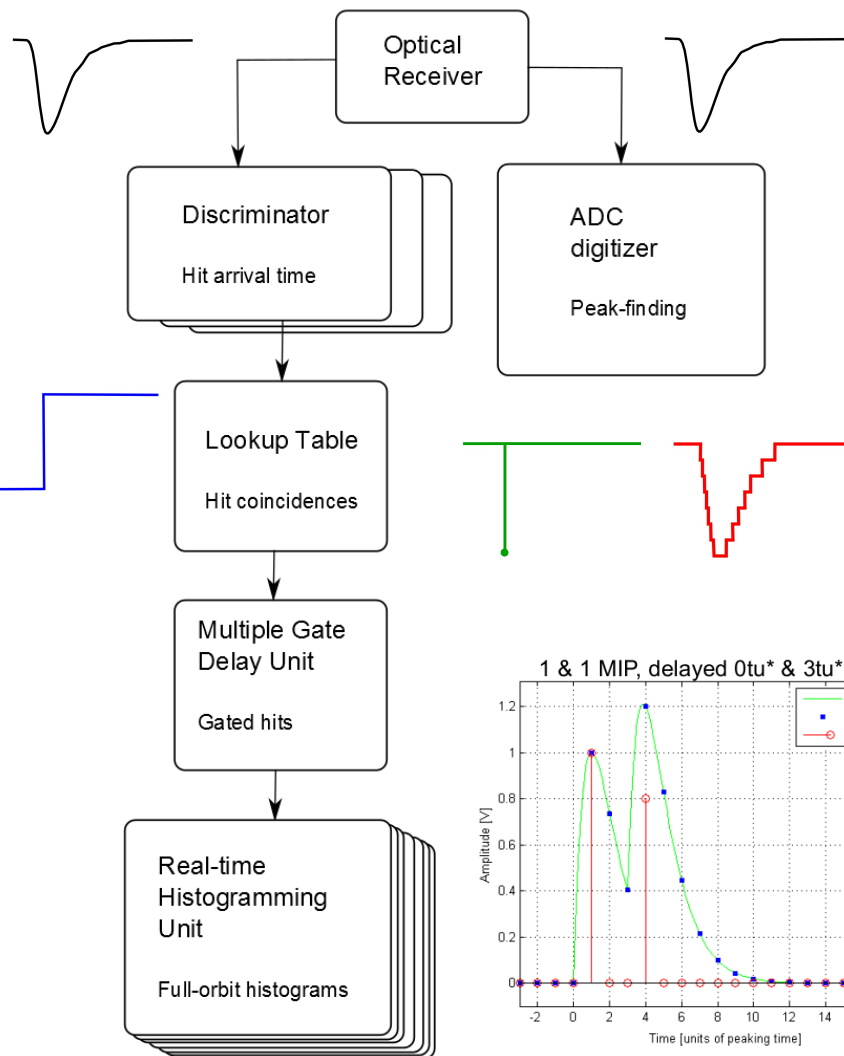 Optical
Receiver
Discriminator
Hit arrival time
ADC
digitizer
Peak-finding
Lookup Table
Hit coincidences
Multiple Gate
Delay Unit
Gated hits
Real-time
Histogramming
Unit
Full-orbit histograms
1 & 1 MIP, delayed 0tu* & 3tu*
1.2
1
0.8
0.6
0.4
0.2
0
Amplitude [V]
-2 0 2 4 6 8 10 12 14
Time [units of peaking time]